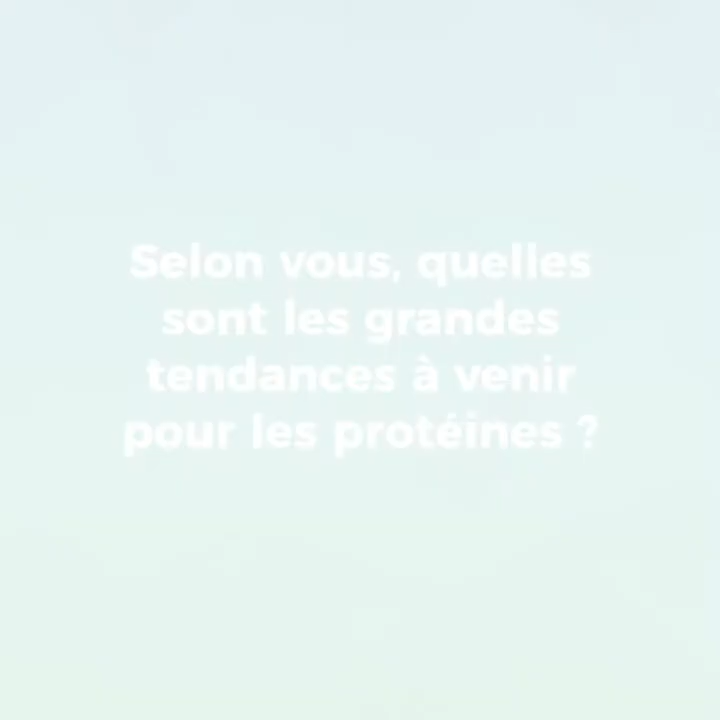 Selon vous, quelles
sont les grandes
tendances à venir
pour les protéines ?